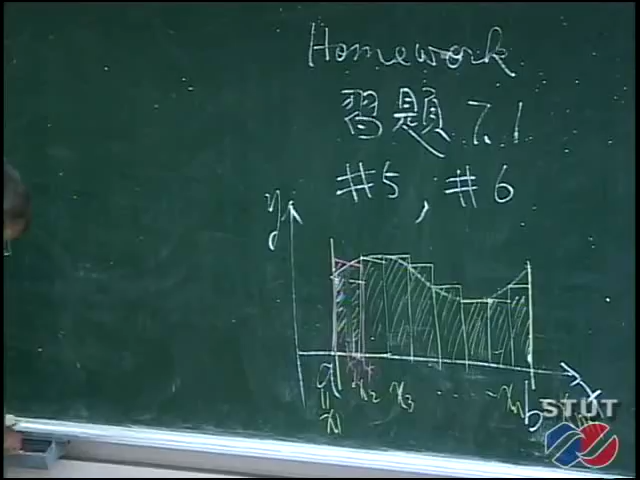 Homework
習題 7.1
#5, #6
y
a x₂ x₃ ... xₙ b
x₁
STUT